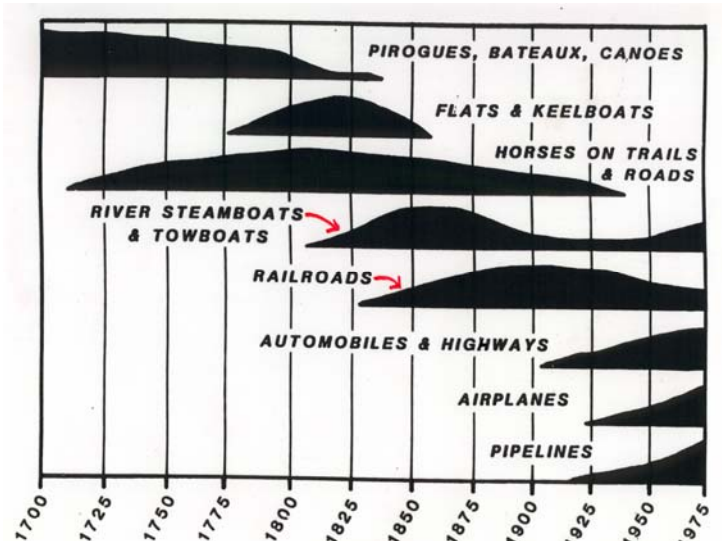 PIROGUES, BATEAUX, CANOES
FLATS & KEELBOATS
HORSES ON TRAILS
& ROADS
RIVER STEAMBOATS
& TOWBOATS
RAILROADS
AUTOMOBILES & HIGHWAYS
AIRPLANES
PIPELINES
1700 1725 1750 1775 1800 1825 1850 1875 1900 1925 1950 1975